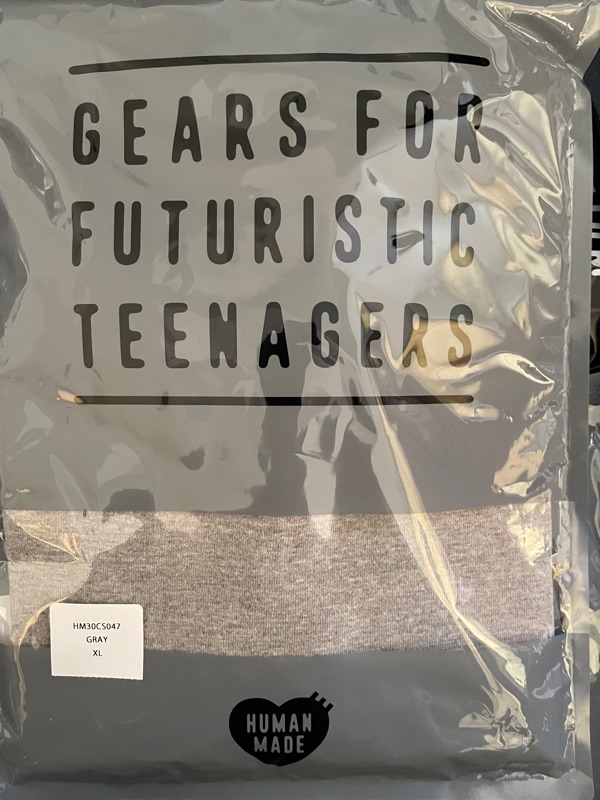 GEARS FOR
FUTURISTIC
TEENAGERS
HM30CS047
GRAY
XL
HUMAN
MADE